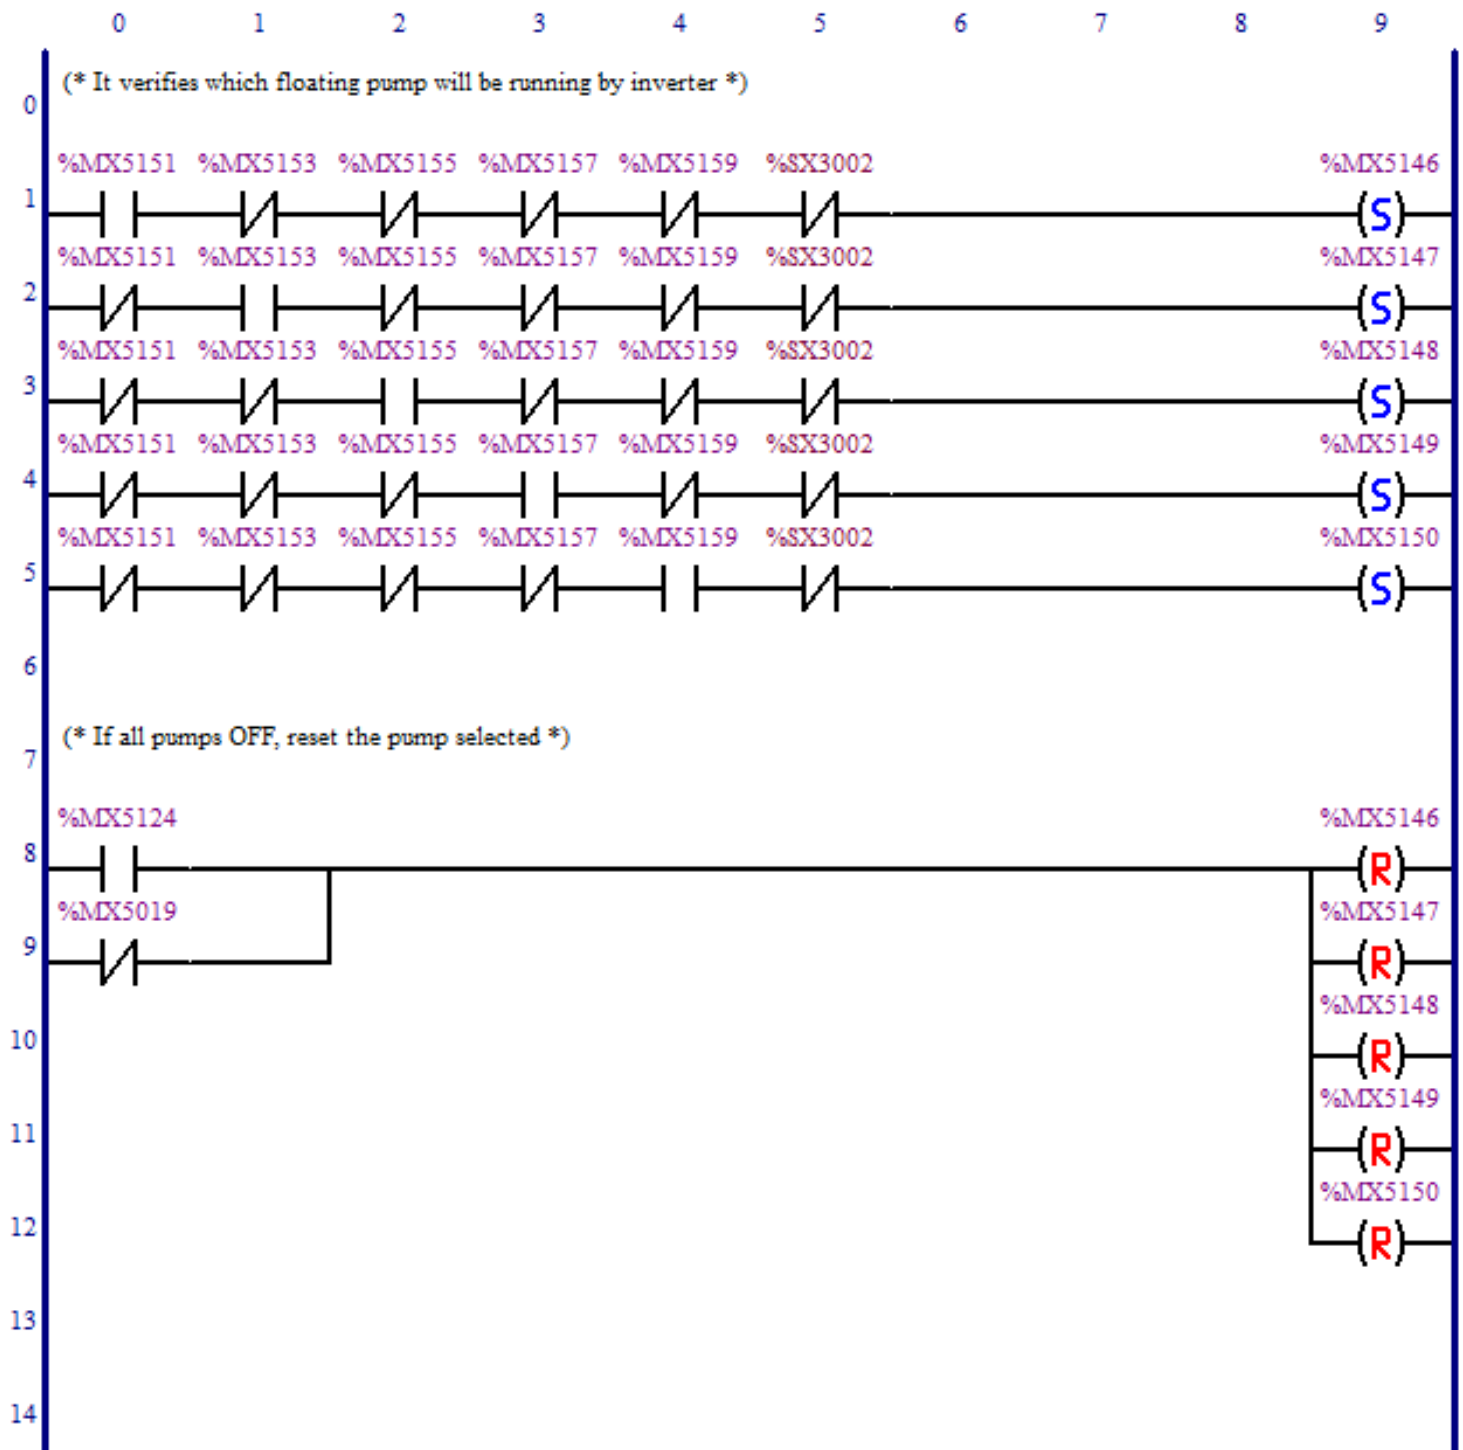 0 1 2 3 4 5 6 7 8 9
(* It verifies which floating pump will be running by inverter *)
0
%MX5151 %MX5153 %MX5155 %MX5157 %MX5159 %SX3002 %MX5146
1 (S)
%MX5151 %MX5153 %MX5155 %MX5157 %MX5159 %SX3002 %MX5147
2 (S)
%MX5151 %MX5153 %MX5155 %MX5157 %MX5159 %SX3002 %MX5148
3 (S)
%MX5151 %MX5153 %MX5155 %MX5157 %MX5159 %SX3002 %MX5149
4 (S)
%MX5151 %MX5153 %MX5155 %MX5157 %MX5159 %SX3002 %MX5150
5 (S)
6
(* If all pumps OFF, reset the pump selected *)
7
%MX5124 %MX5146
8 (R)
%MX5019 %MX5147
9 (R)
%MX5148
10 (R)
%MX5149
11 (R)
%MX5150
12 (R)
13
14